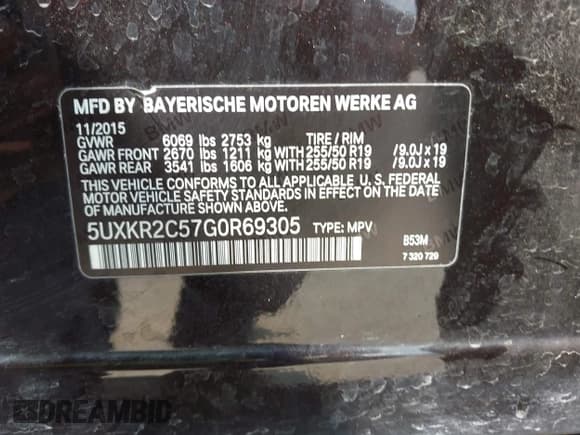 MFD BY BAYERISCHE MOTOREN WERKE AG
11/2015
GVWR 6069 lbs 2753 kg TIRE / RIM
GAWR FRONT 2670 lbs 1211 kg WITH 255/50 R19 /9.0J x 19
GAWR REAR 3541 lbs 1606 kg WITH 255/50 R19 /9.0J x 19
THIS VEHICLE CONFORMS TO ALL APPLICABLE U. S. FEDERAL
MOTOR VEHICLE SAFETY STANDARDS IN EFFECT ON THE
DATE OF MANUFACTURE SHOWN ABOVE.
5UXKR2C57G0R69305 TYPE: MPV
B53M
7 320 729
DREAMBID